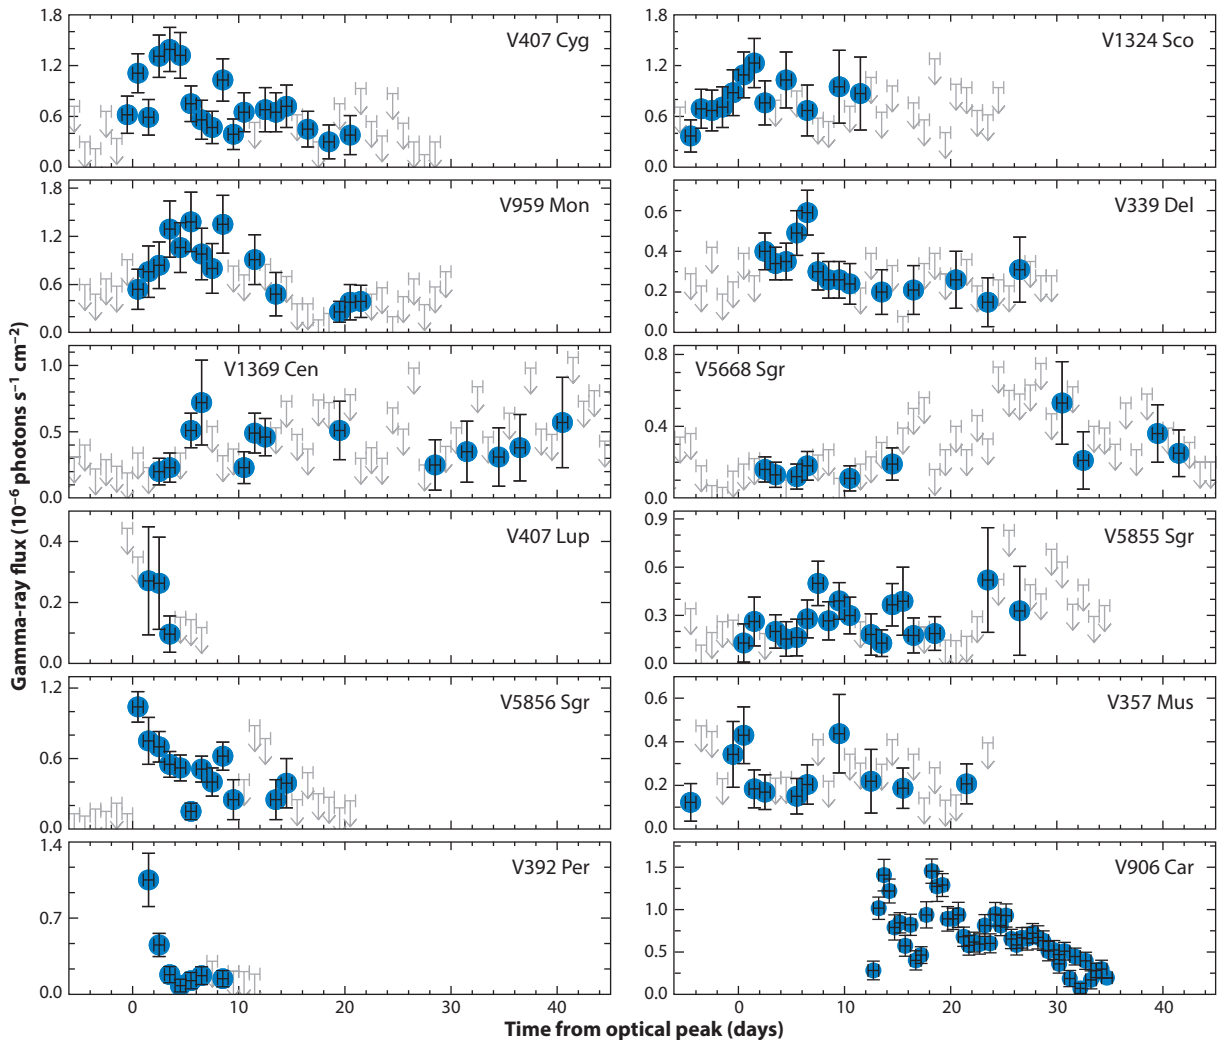 1.8
1.2
0.6
0.0
V407 Cyg
1.8
1.2
0.6
0.0
V1324 Sco
1.8
1.2
0.6
0.0
V959 Mon
0.6
0.4
0.2
0.0
V339 Del
1.0
0.5
0.0
V1369 Cen
0.8
0.4
0.0
V5668 Sgr
0.4
0.2
0.0
V407 Lup
0.9
0.6
0.3
0.0
V5855 Sgr
1.2
0.6
0.0
V5856 Sgr
0.6
0.4
0.2
0.0
V357 Mus
1.4
0.7
0.0
V392 Per
1.5
1.0
0.5
0.0
V906 Car
0 10 20 30 40
0 10 20 30 40
Gamma-ray flux (10⁻⁶ photons s⁻¹ cm⁻²)
Time from optical peak (days)